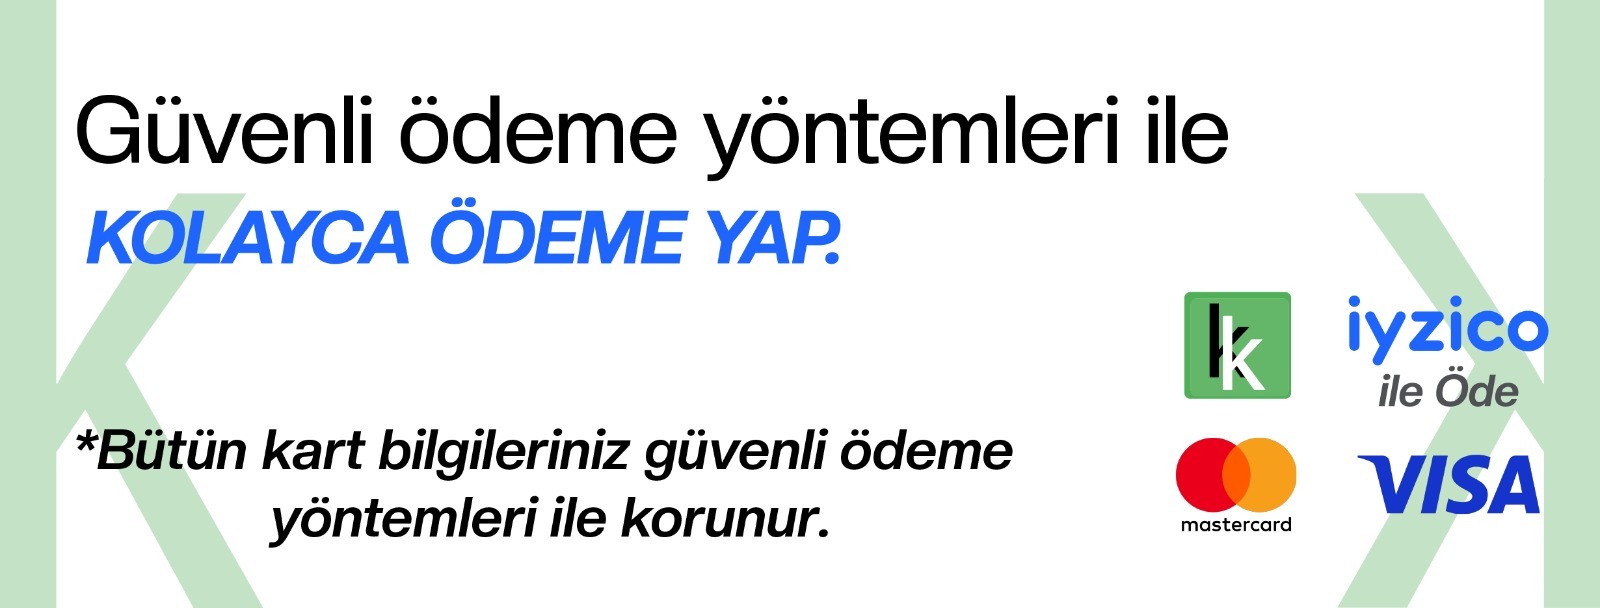 Güvenli ödeme yöntemleri ile
KOLAYCA ÖDEME YAP.
kk
iyzico
ile Öde
*Bütün kart bilgileriniz güvenli ödeme
yöntemleri ile korunur.
mastercard
VISA